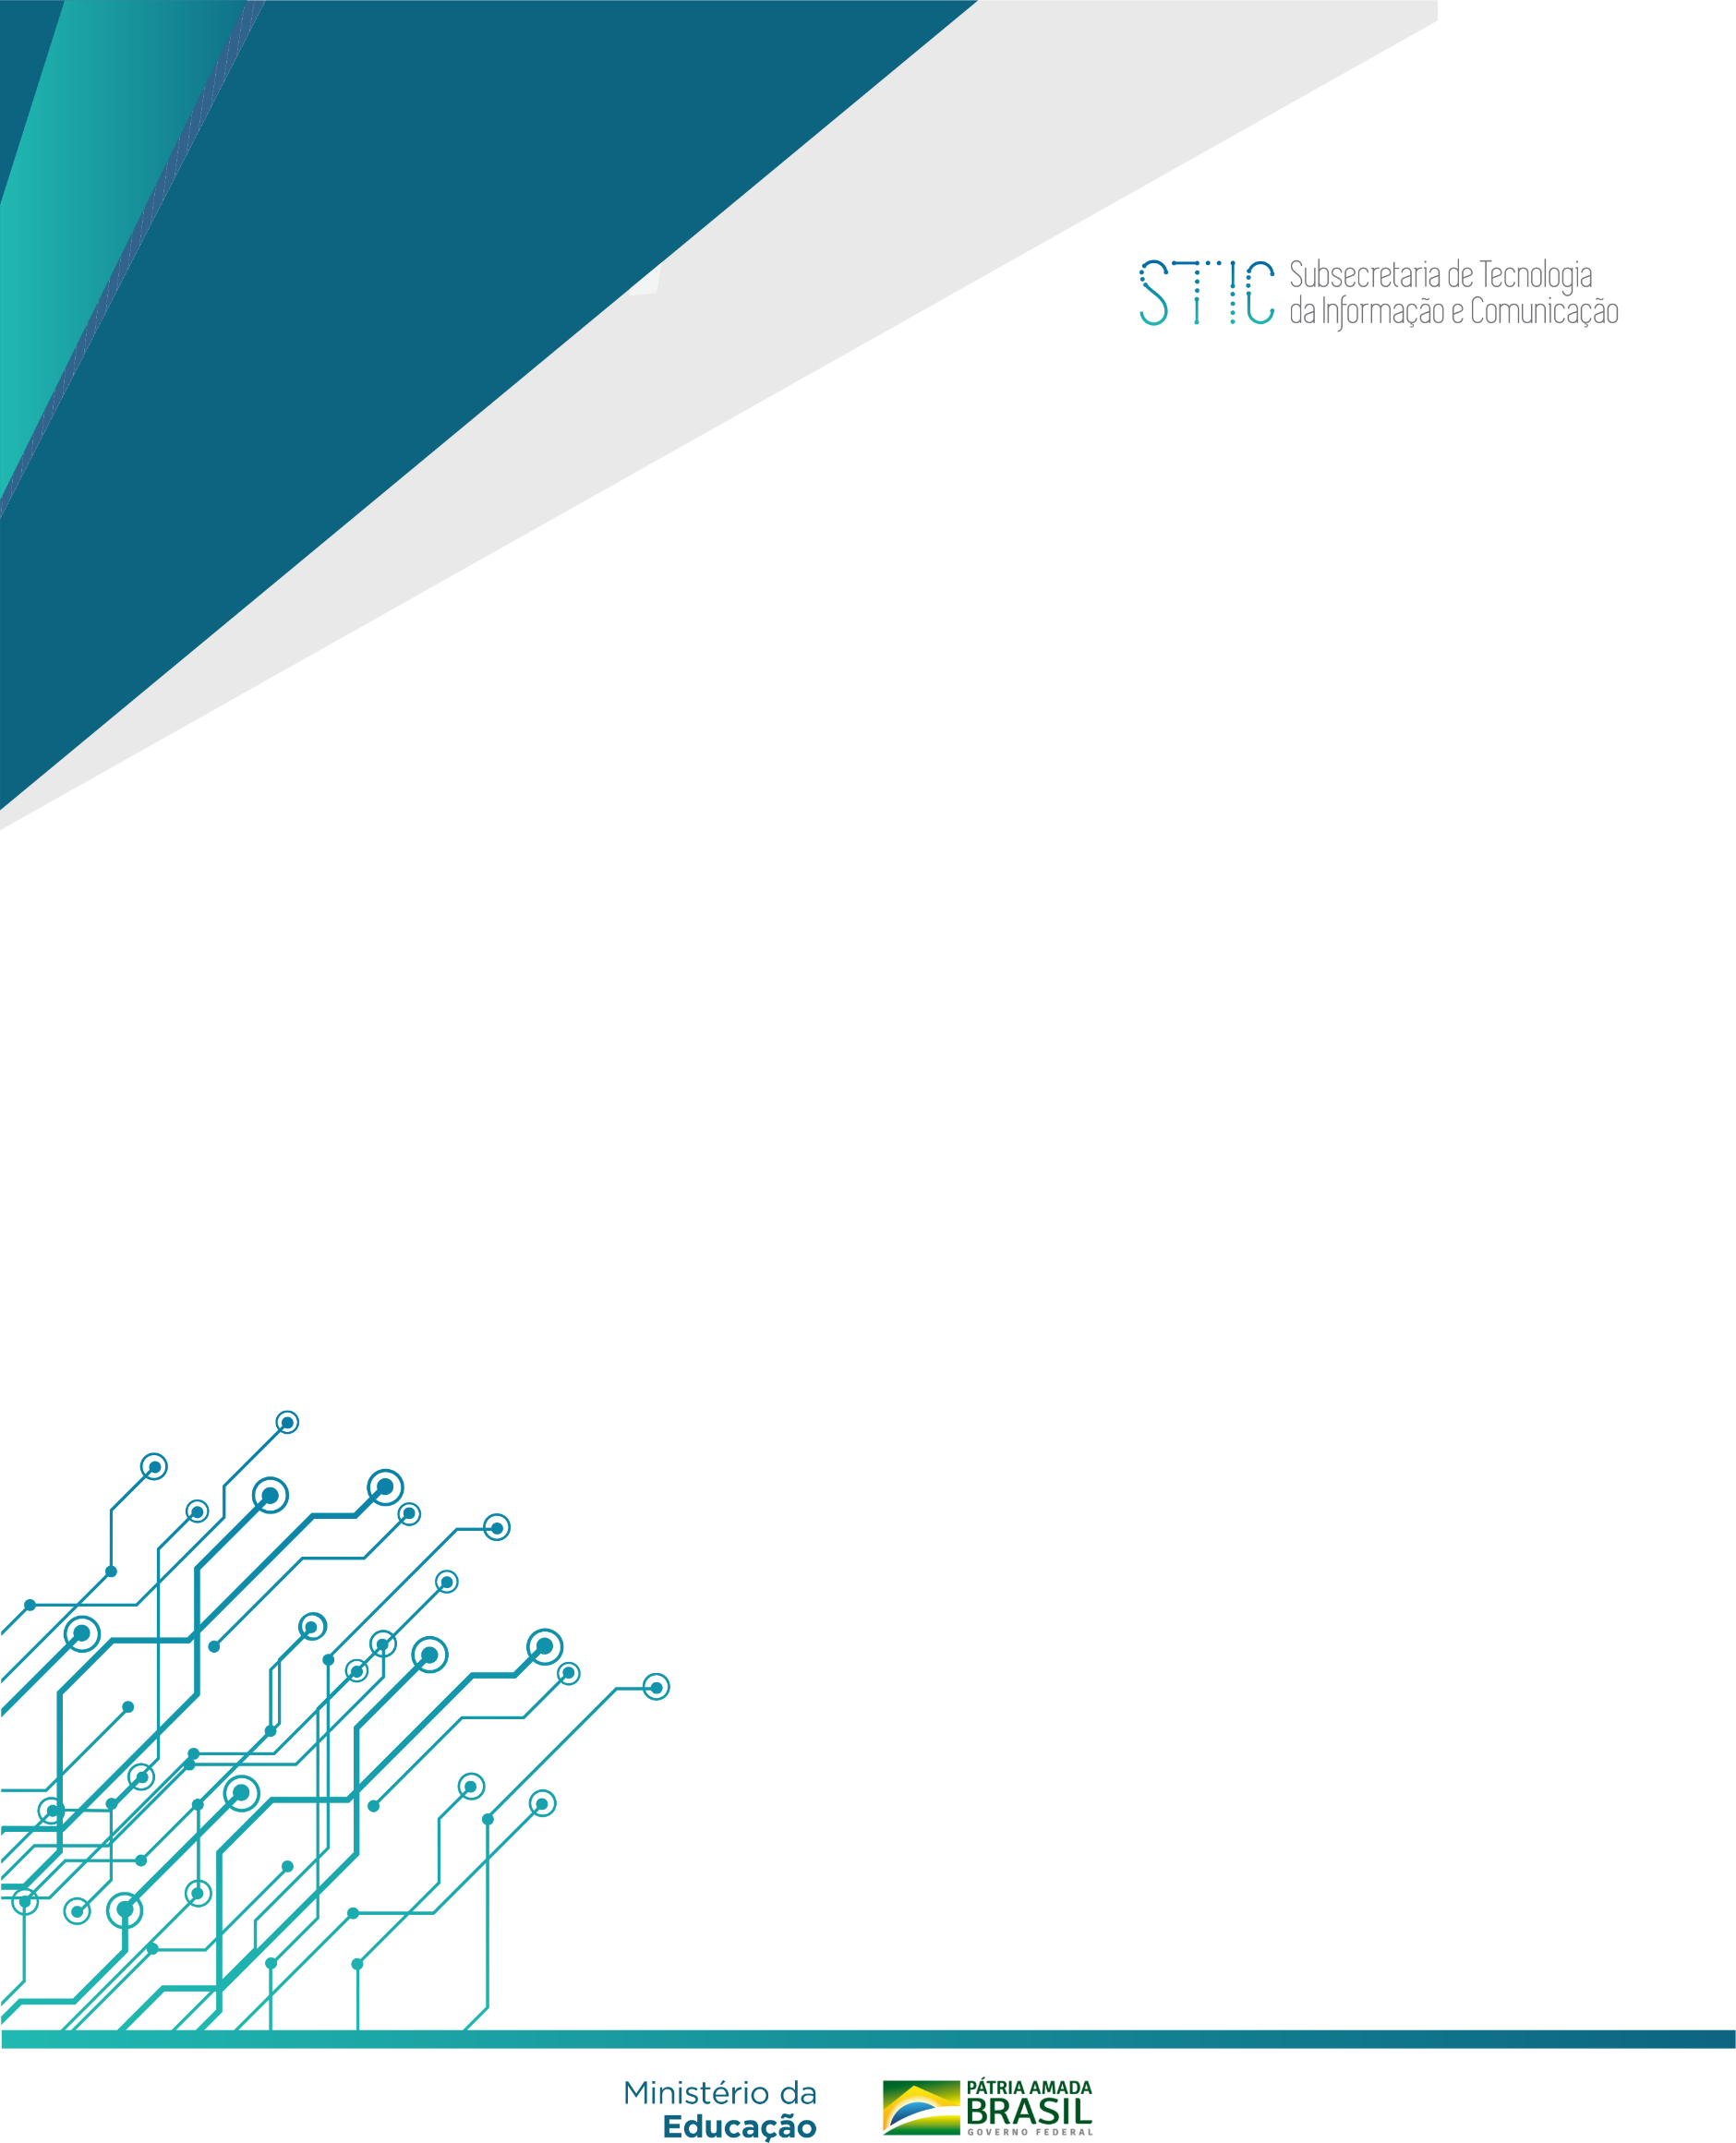 STIC
Subsecretaria de Tecnologia
da Informação e Comunicação
Ministério da
Educação
PÁTRIA AMADA
BRASIL
GOVERNO FEDERAL